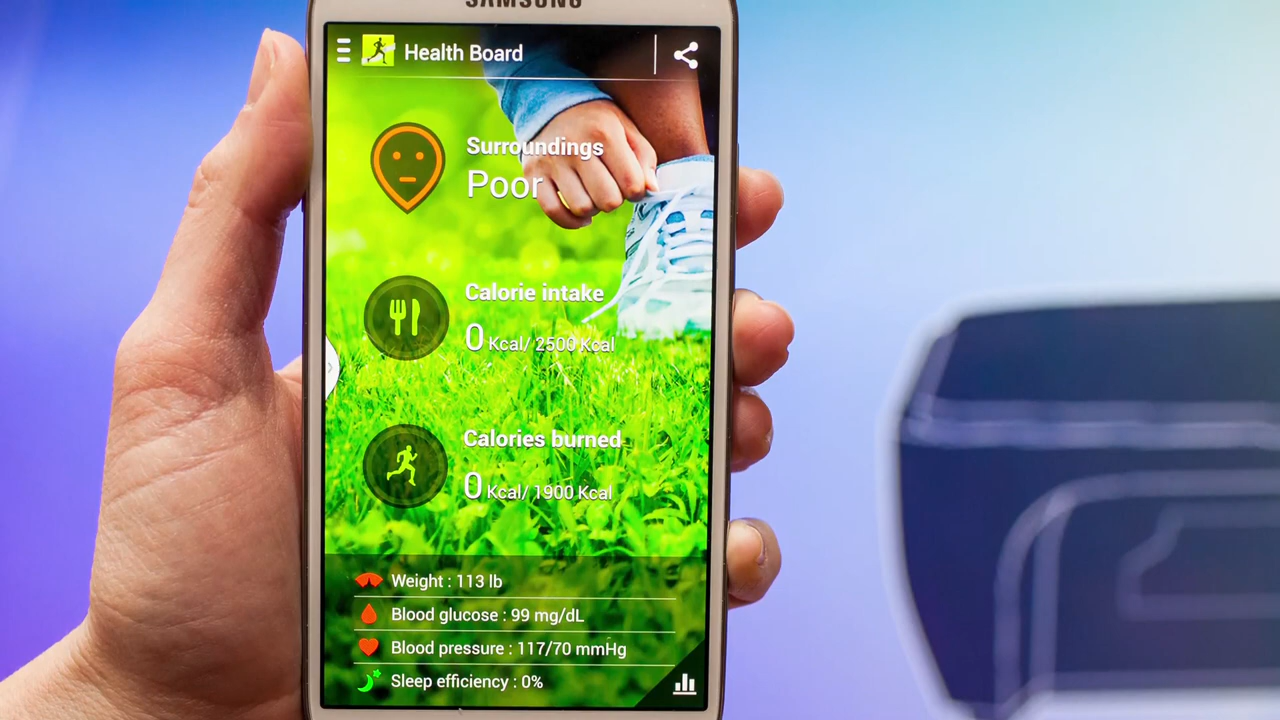 SAMSUNG
Health Board
Surroundings
Poor
Calorie intake
0 Kcal/ 2500 Kcal
Calories burned
0 Kcal/ 1900 Kcal
Weight : 113 lb
Blood glucose : 99 mg/dL
Blood pressure : 117/70 mmHg
Sleep efficiency : 0%